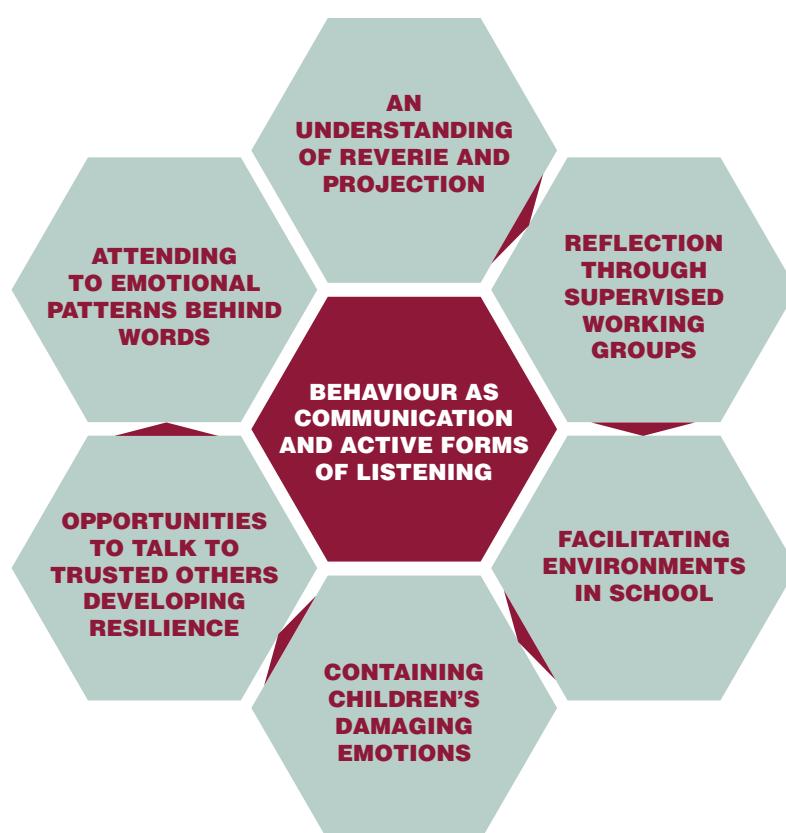 AN
UNDERSTANDING
OF REVERIE AND
PROJECTION
REFLECTION
THROUGH
SUPERVISED
WORKING
GROUPS
FACILITATING
ENVIRONMENTS
IN SCHOOL
CONTAINING
CHILDREN’S
DAMAGING
EMOTIONS
OPPORTUNITIES
TO TALK TO
TRUSTED OTHERS
DEVELOPING
RESILIENCE
ATTENDING
TO EMOTIONAL
PATTERNS BEHIND
WORDS
BEHAVIOUR AS
COMMUNICATION
AND ACTIVE FORMS
OF LISTENING